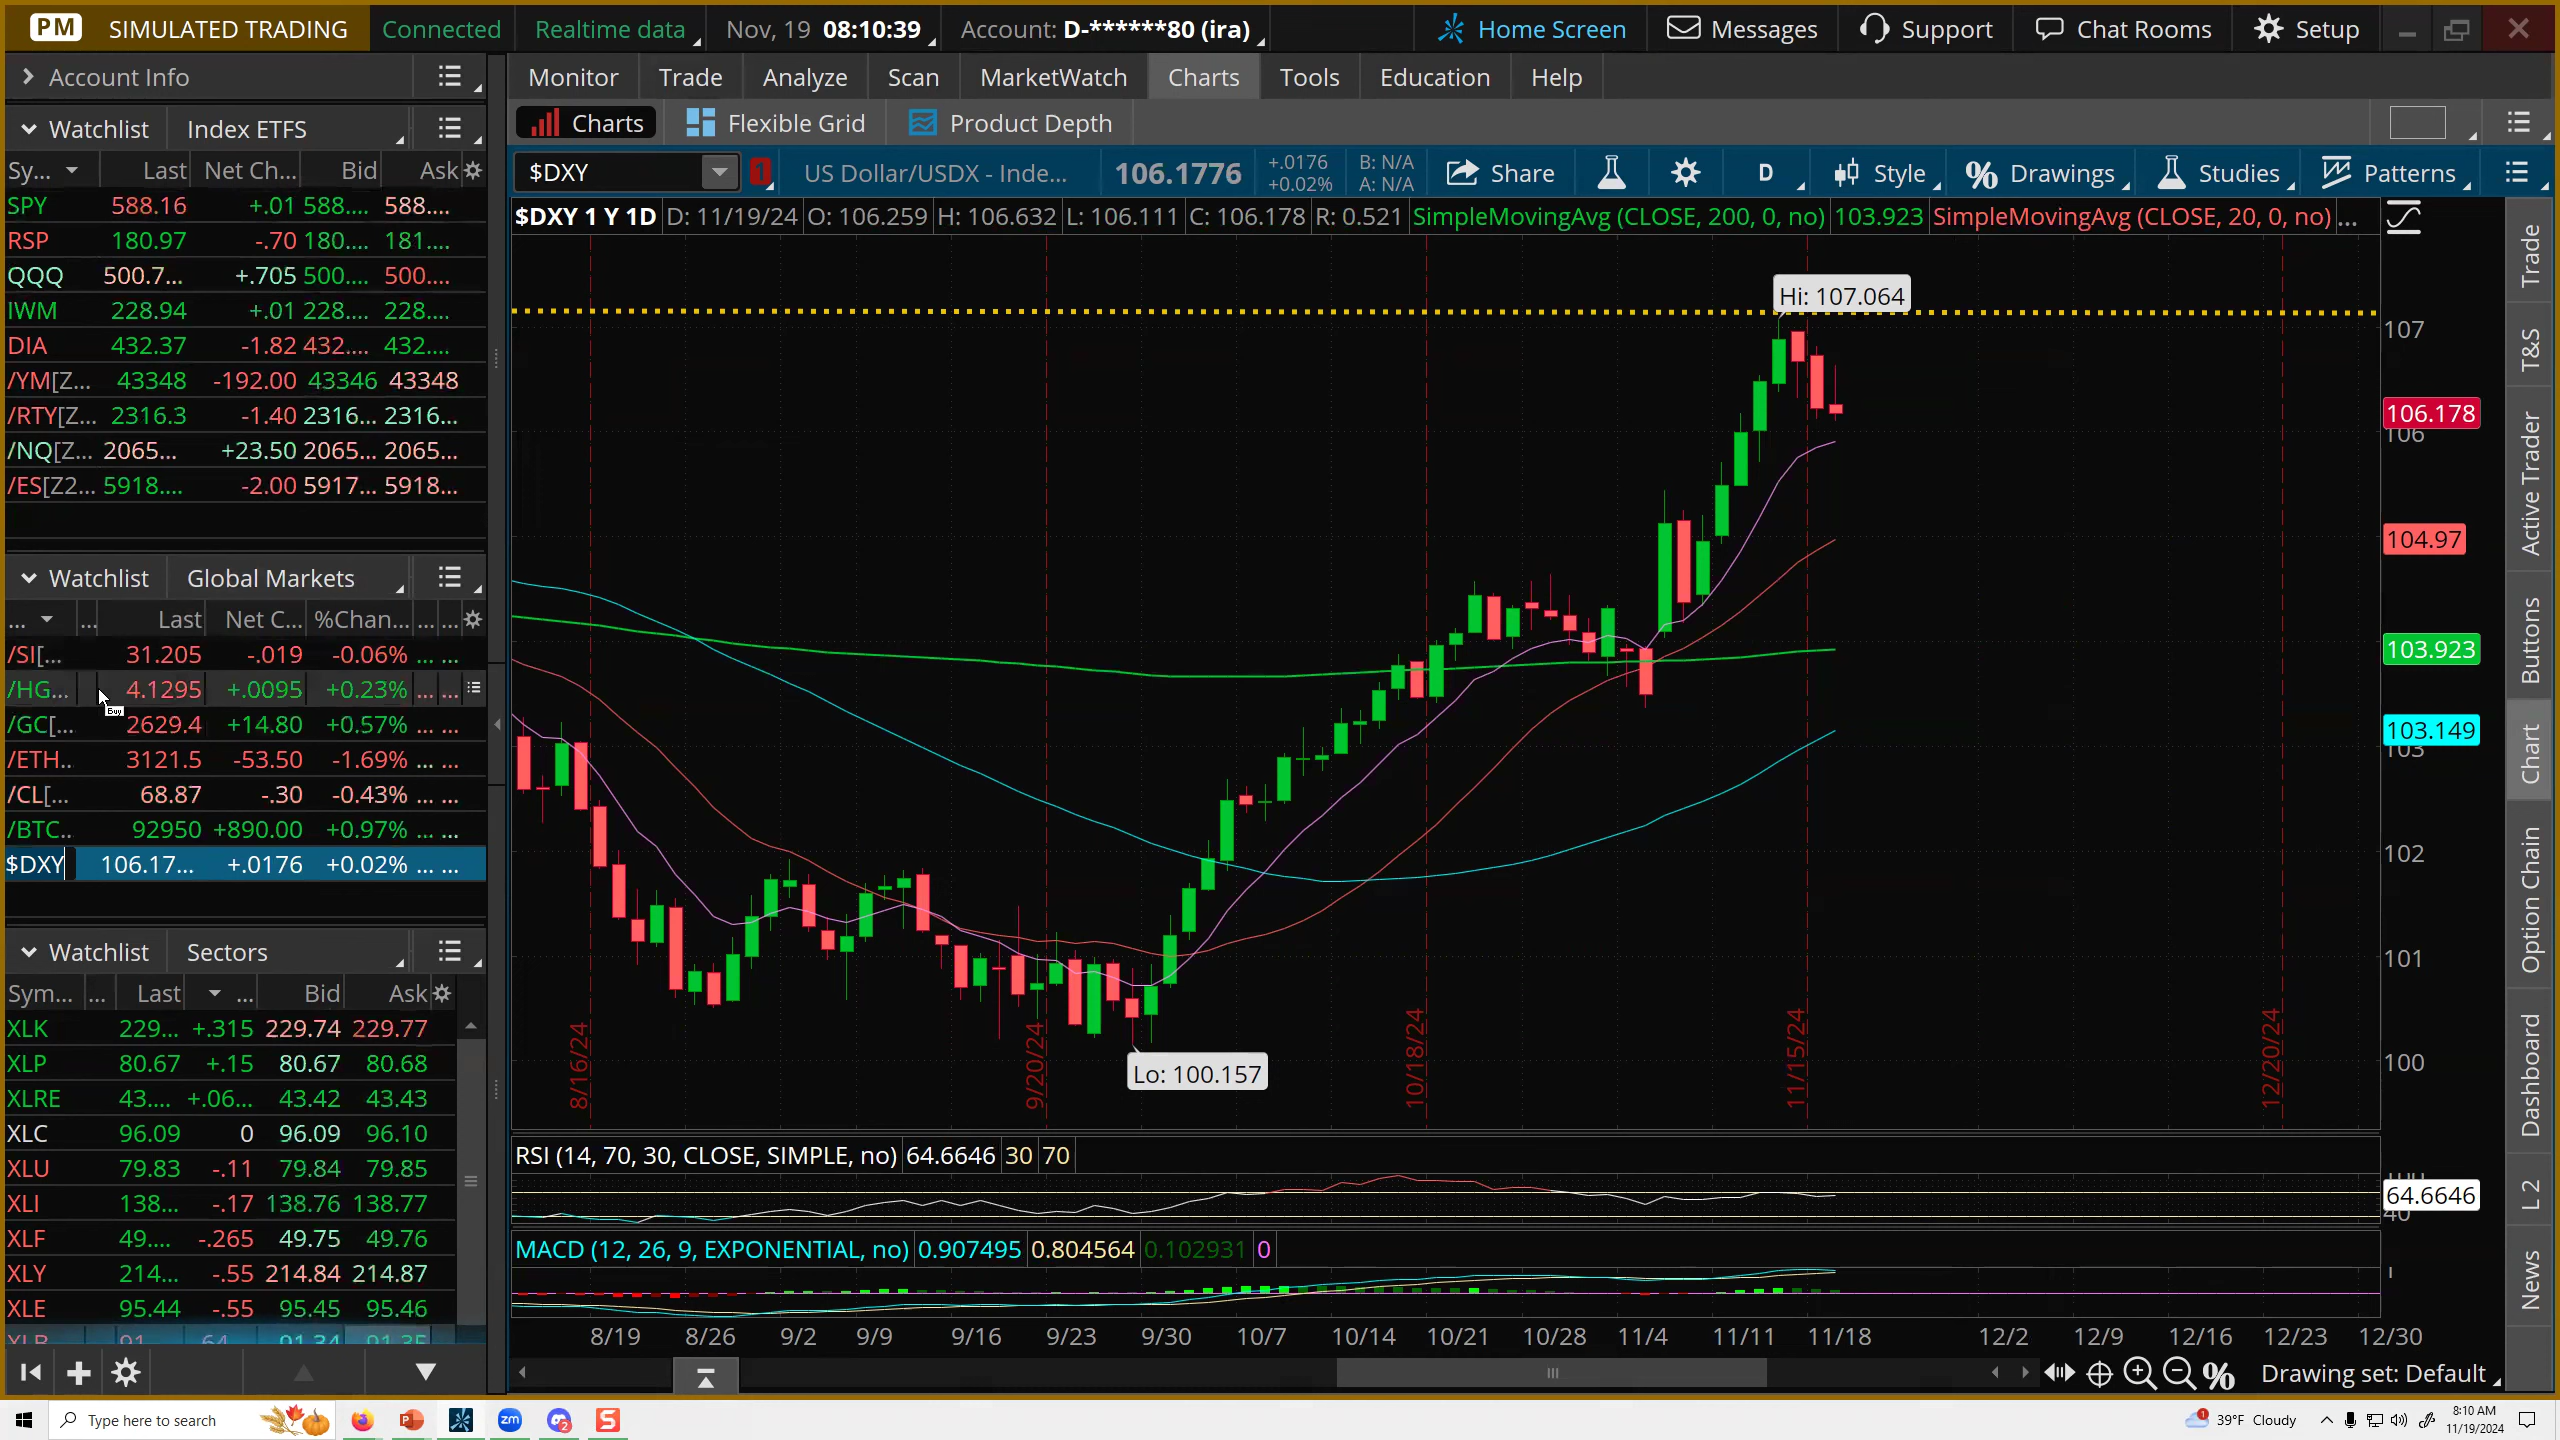 PM SIMULATED TRADING Connected Realtime data Nov, 19 08:10:39 Account: D-******80 (ira) Home Screen Messages Support Chat Rooms Setup
Account Info
Monitor Trade Analyze Scan MarketWatch Charts Tools Education Help
Charts Flexible Grid Product Depth
$DXY 1 US Dollar/USDX - Inde... 106.1776 +.0176 +0.02% B: N/A A: N/A Share D Style Drawings Studies Patterns
$DXY 1 Y 1D D: 11/19/24 O: 106.259 H: 106.632 L: 106.111 C: 106.178 R: 0.521 SimpleMovingAvg (CLOSE, 200, 0, no) 103.923 SimpleMovingAvg (CLOSE, 20, 0, no) ...
Watchlist Index ETFS
Sy... Last Net Ch... Bid Ask
SPY 588.16 +.01 588.... 588....
RSP 180.97 -.70 180.... 181....
QQQ 500.7... +.705 500.... 500....
IWM 228.94 +.01 228.... 228....
DIA 432.37 -1.82 432.... 432....
/YM[Z... 43348 -192.00 43346 43348
/RTY[Z... 2316.3 -1.40 2316... 2316...
/NQ[Z... 2065... +23.50 2065... 2065...
/ES[Z2... 5918.... -2.00 5917... 5918...
Watchlist Global Markets
... ... Last Net C... %Chan... ... ...
/SI[... 31.205 -.019 -0.06% ... ...
/HG... 4.1295 +.0095 +0.23% ... ...
Buy
/GC[... 2629.4 +14.80 +0.57% ... ...
/ETH... 3121.5 -53.50 -1.69% ... ...
/CL[... 68.87 -.30 -0.43% ... ...
/BTC... 92950 +890.00 +0.97% ... ...
$DXY 106.17... +.0176 +0.02% ... ...
Watchlist Sectors
Sym... ... Last ... Bid Ask
XLK 229... +.315 229.74 229.77
XLP 80.67 +.15 80.67 80.68
XLRE 43.... +.06... 43.42 43.43
XLC 96.09 0 96.09 96.10
XLU 79.83 -.11 79.84 79.85
XLI 138... -.17 138.76 138.77
XLF 49.... -.265 49.75 49.76
XLY 214... -.55 214.84 214.87
XLE 95.44 -.55 95.45 95.46
XLB 91 64 91.34 91.35
Hi: 107.064
Lo: 100.157
107
106.178
106
104.97
103.923
103.149
103
102
101
100
8/16/24
9/20/24
10/18/24
11/15/24
12/20/24
RSI (14, 70, 30, CLOSE, SIMPLE, no) 64.6646 30 70
100
64.6646
40
MACD (12, 26, 9, EXPONENTIAL, no) 0.907495 0.804564 0.102931 0
8/19 8/26 9/2 9/9 9/16 9/23 9/30 10/7 10/14 10/21 10/28 11/4 11/11 11/18 12/2 12/9 12/16 12/23 12/30
Drawing set: Default
Trade
T&S
Active Trader
Buttons
Chart
Option Chain
Dashboard
L 2
News
Type here to search
zm
2
S
1
39°F Cloudy
8:10 AM
11/19/2024